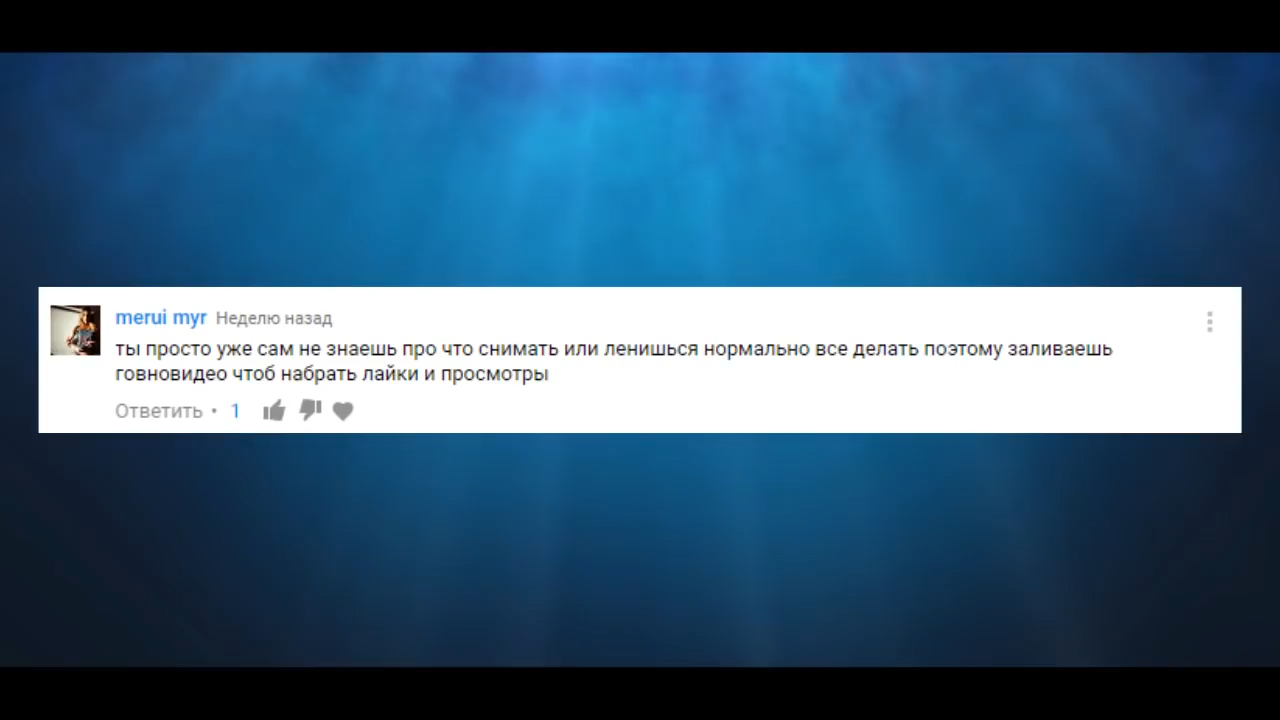 merui myr Неделю назад
ты просто уже сам не знаешь про что снимать или ленишься нормально все делать поэтому заливаешь
говновидео чтоб набрать лайки и просмотры
Ответить • 1